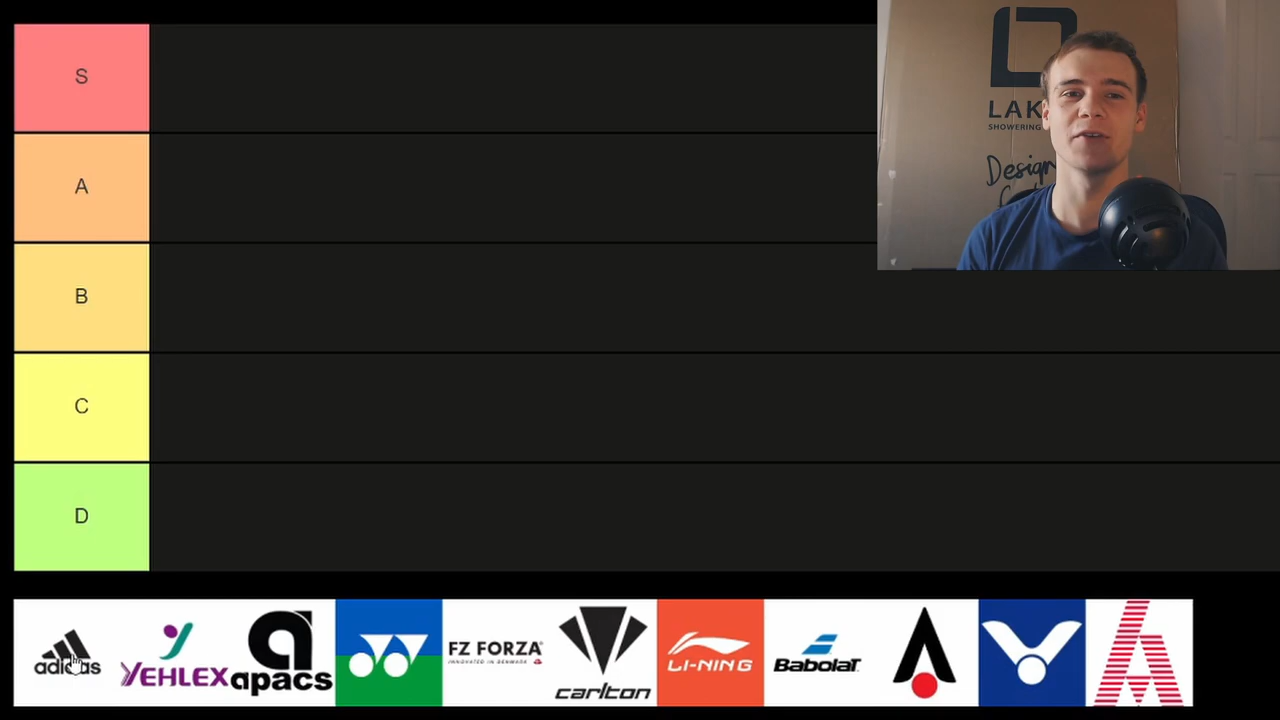 S
A
B
C
D
LAK
SHOWERING
Design
adidas
YEHLEX
apacs
FZ FORZA
INNOVATED IN DENMARK
carlton
LI-NING
BabolaT